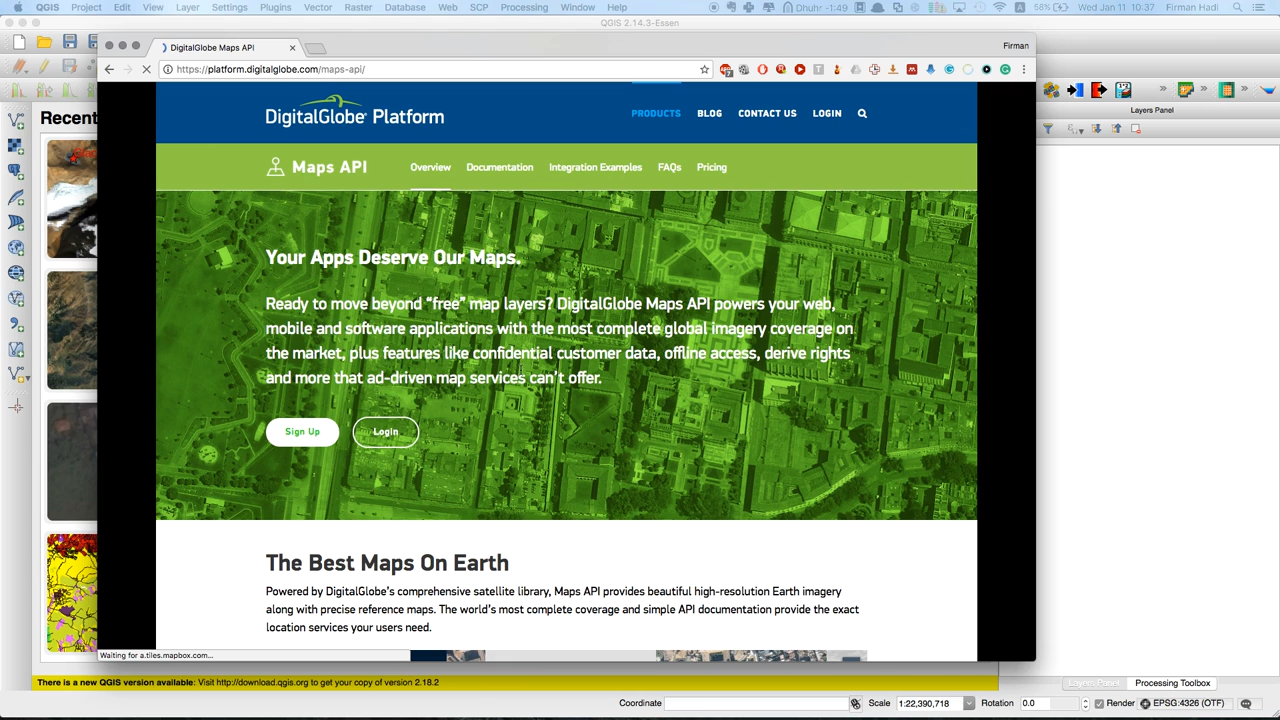 QGIS Project Edit View Layer Settings Plugins Vector Raster Database Web SCP Processing Window Help Dhuhr -1:49 58% Wed Jan 11 10:37 Firman Hadi
QGIS 2.14.3-Essen
DigitalGlobe Maps API
Firman
https://platform.digitalglobe.com/maps-api/
Layers Panel
Recent
DigitalGlobe Platform
PRODUCTS BLOG CONTACT US LOGIN
Maps API Overview Documentation Integration Examples FAQs Pricing
Your Apps Deserve Our Maps.
Ready to move beyond “free” map layers? DigitalGlobe Maps API powers your web,
mobile and software applications with the most complete global imagery coverage on
the market, plus features like confidential customer data, offline access, derive rights
and more that ad-driven map services can’t offer.
Sign Up Login
The Best Maps On Earth
Powered by DigitalGlobe’s comprehensive satellite library, Maps API provides beautiful high-resolution Earth imagery
along with precise reference maps. The world’s most complete coverage and simple API documentation provide the exact
location services your users need.
Waiting for a.tiles.mapbox.com...
There is a new QGIS version available: Visit http://download.qgis.org to get your copy of version 2.18.2
Layers Panel Processing Toolbox
Coordinate Scale 1:22,390,718 Rotation 0.0 Render EPSG:4326 (OTF)